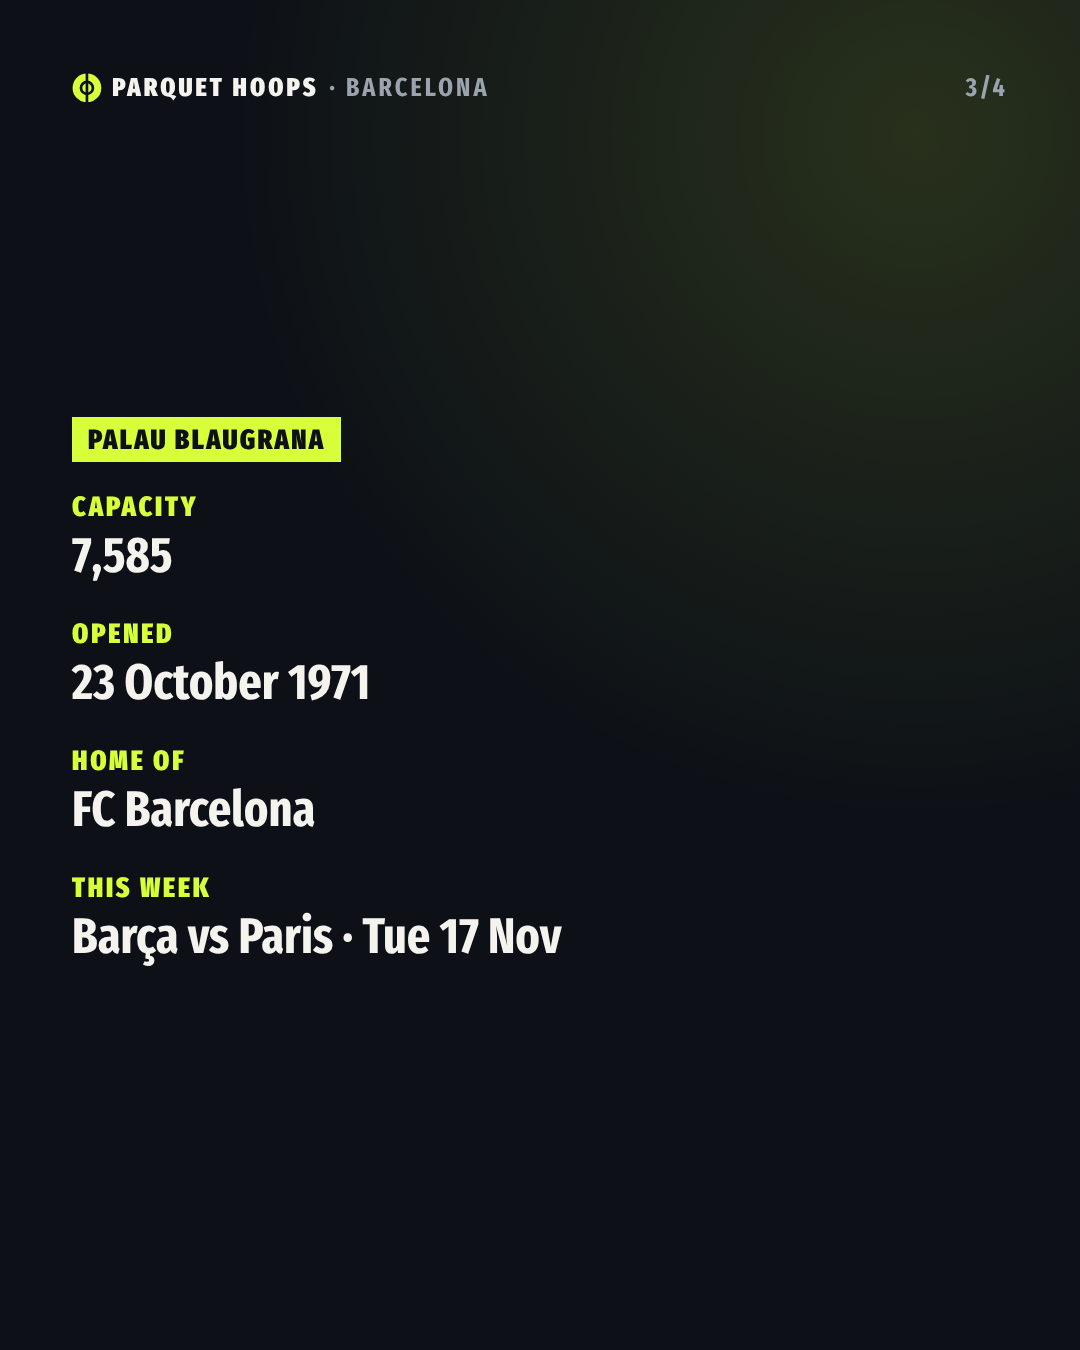 PARQUET HOOPS · BARCELONA
3/4
PALAU BLAUGRANA
CAPACITY
7,585
OPENED
23 October 1971
HOME OF
FC Barcelona
THIS WEEK
Barça vs Paris · Tue 17 Nov